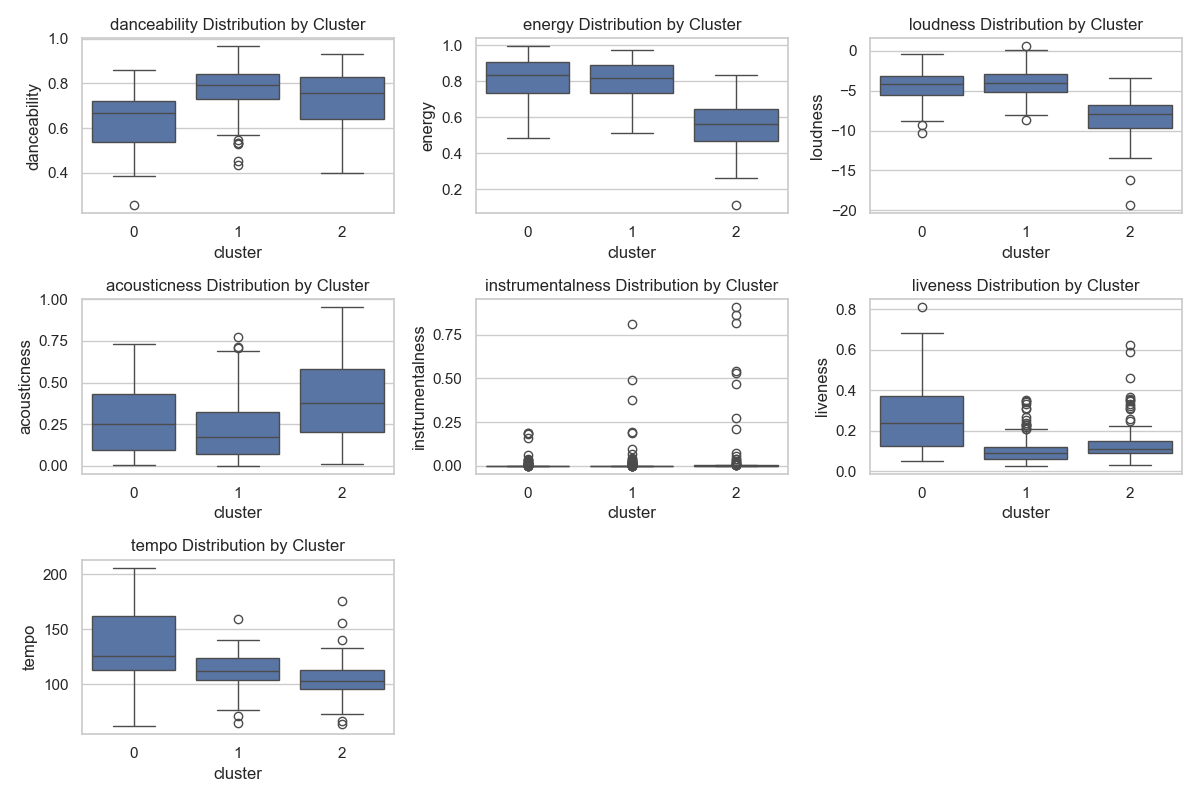 danceability Distribution by Cluster
1.0
0.8
0.6
0.4
danceability
0 1 2
cluster
energy Distribution by Cluster
1.0
0.8
0.6
0.4
0.2
energy
0 1 2
cluster
loudness Distribution by Cluster
0
−5
−10
−15
−20
loudness
0 1 2
cluster
acousticness Distribution by Cluster
1.00
0.75
0.50
0.25
0.00
acousticness
0 1 2
cluster
instrumentalness Distribution by Cluster
0.75
0.50
0.25
0.00
instrumentalness
0 1 2
cluster
liveness Distribution by Cluster
0.8
0.6
0.4
0.2
0.0
liveness
0 1 2
cluster
tempo Distribution by Cluster
200
150
100
tempo
0 1 2
cluster